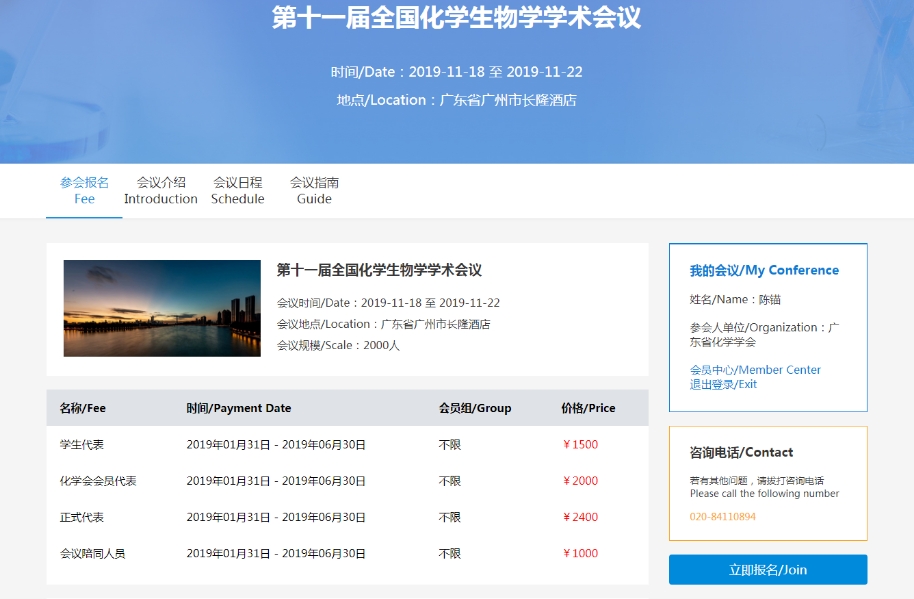 第十一届全国化学生物学学术会议
时间/Date：2019-11-18 至 2019-11-22
地点/Location：广东省广州市长隆酒店
参会报名 会议介绍 会议日程 会议指南
Fee Introduction Schedule Guide
第十一届全国化学生物学学术会议
会议时间/Date：2019-11-18 至 2019-11-22
会议地点/Location：广东省广州市长隆酒店
会议规模/Scale：2000人
名称/Fee 时间/Payment Date 会员组/Group 价格/Price
学生代表 2019年01月31日 - 2019年06月30日 不限 ￥1500
化学会会员代表 2019年01月31日 - 2019年06月30日 不限 ￥2000
正式代表 2019年01月31日 - 2019年06月30日 不限 ￥2400
会议陪同人员 2019年01月31日 - 2019年06月30日 不限 ￥1000
我的会议/My Conference
姓名/Name：陈锚
参会人单位/Organization：广
东省化学学会
会员中心/Member Center
退出登录/Exit
咨询电话/Contact
若有其他问题，请拨打咨询电话
Please call the following number
020-84110894
立即报名/Join